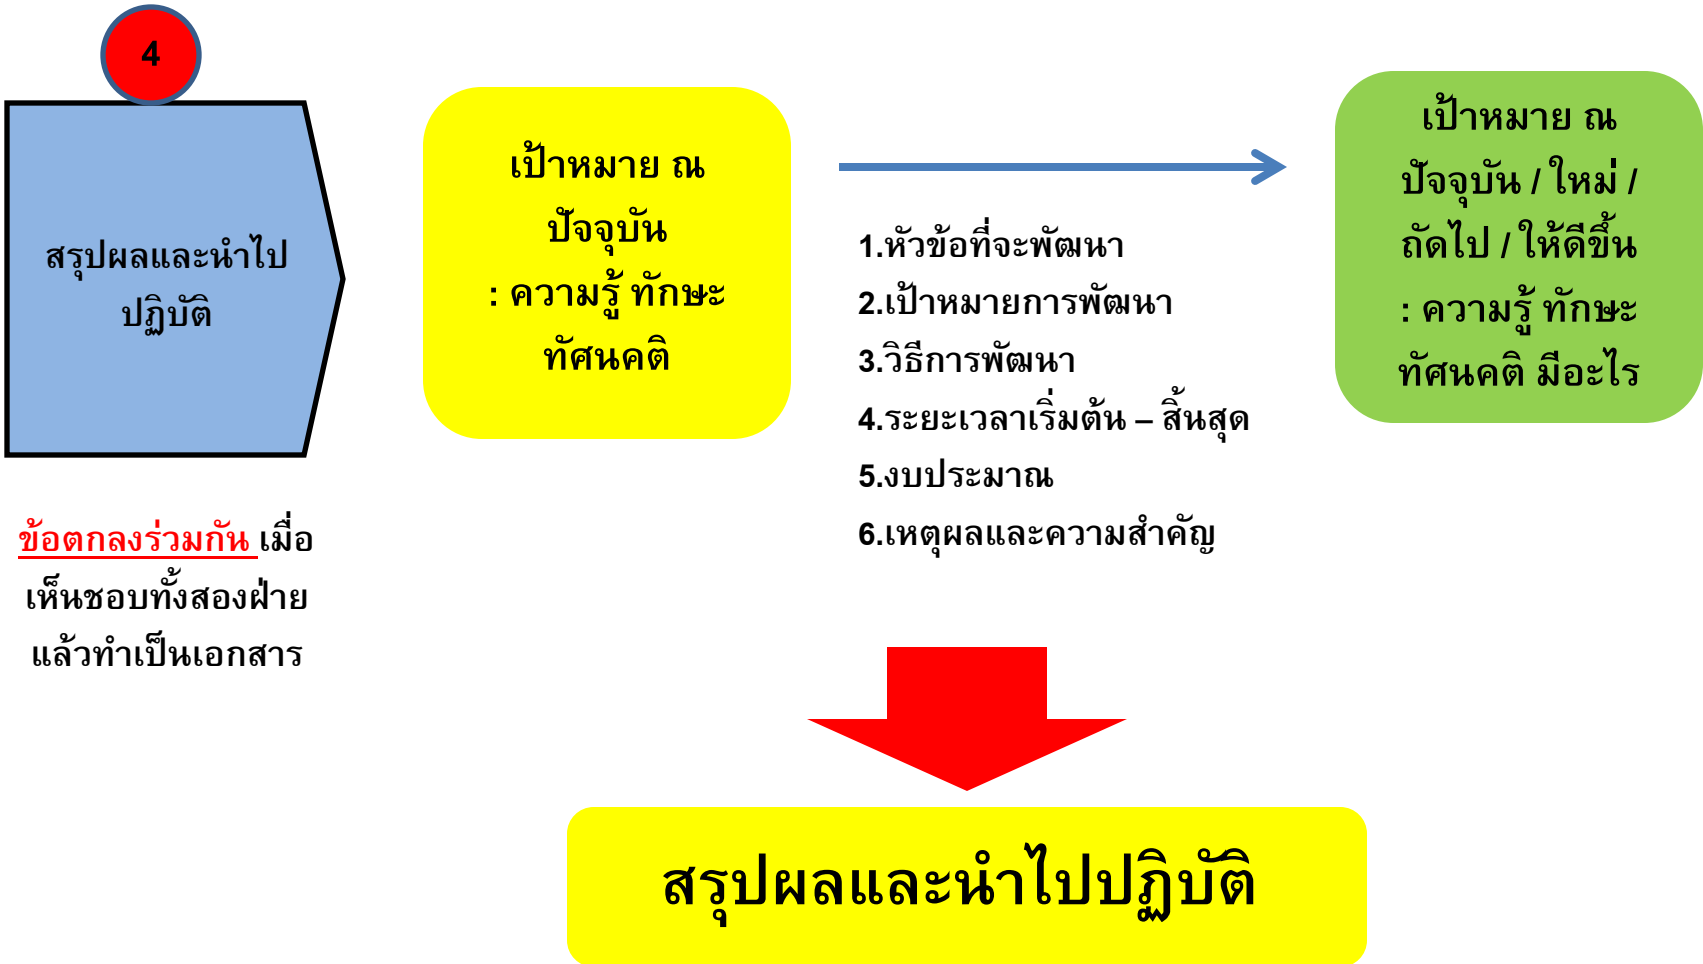 4
สรุปผลและนำไป
ปฏิบัติ
ข้อตกลงร่วมกัน เมื่อ
เห็นชอบทั้งสองฝ่าย
แล้วทำเป็นเอกสาร
เป้าหมาย ณ
ปัจจุบัน
: ความรู้ ทักษะ
ทัศนคติ
1.หัวข้อที่จะพัฒนา
2.เป้าหมายการพัฒนา
3.วิธีการพัฒนา
4.ระยะเวลาเริ่มต้น – สิ้นสุด
5.งบประมาณ
6.เหตุผลและความสำคัญ
เป้าหมาย ณ
ปัจจุบัน / ใหม่ /
ถัดไป / ให้ดีขึ้น
: ความรู้ ทักษะ
ทัศนคติ มีอะไร
สรุปผลและนำไปปฏิบัติ